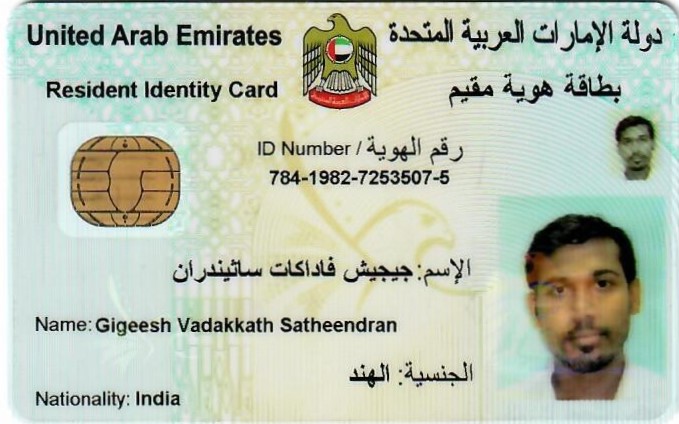 United Arab Emirates
دولة الإمارات العربية المتحدة
Resident Identity Card
بطاقة هوية مقيم
ID Number / رقم الهوية
784-1982-7253507-5
الإسم: جيجيش فاداكات ساثيندران
Name: Gigeesh Vadakkath Satheendran
الجنسية: الهند
Nationality: India